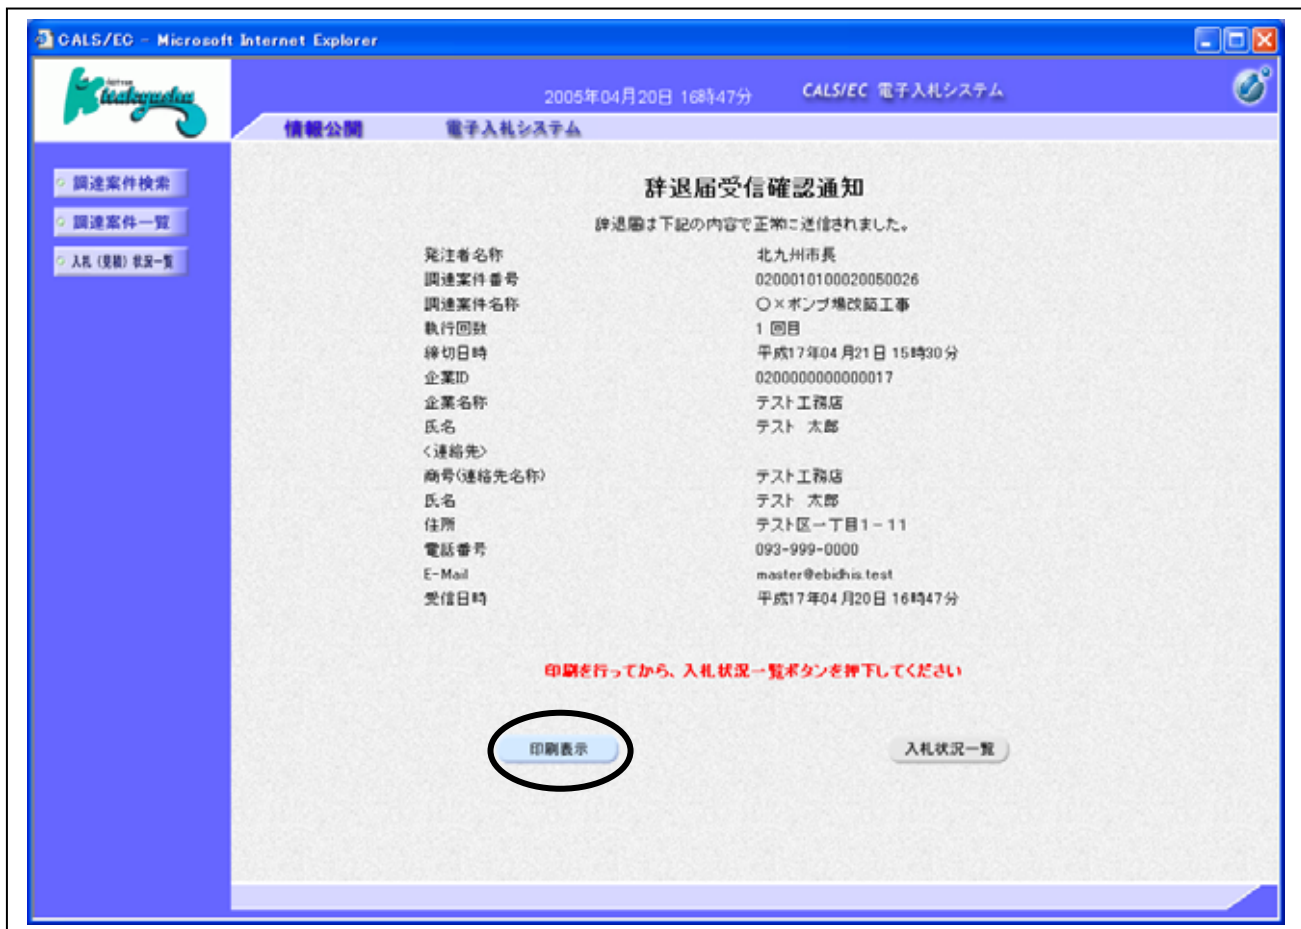 CALS/EC - Microsoft Internet Explorer
2005年04月20日 16時47分 CALS/EC 電子入札システム
情報公開 電子入札システム
調達案件検索
調達案件一覧
入札(見積)状況一覧
辞退届受信確認通知
辞退届は下記の内容で正常に送信されました。
発注者名称 北九州市長
調達案件番号 0200010100020050026
調達案件名称 〇×ポンプ場改築工事
執行回数 1 回目
締切日時 平成17年04月21日 15時30分
企業ID 0200000000000017
企業名称 テスト工務店
氏名 テスト 太郎
<連絡先>
商号(連絡先名称) テスト工務店
氏名 テスト 太郎
住所 テスト区一丁目1-11
電話番号 093-999-0000
E-Mail master@ebidhis.test
受信日時 平成17年04月20日 16時47分
印刷を行ってから、入札状況一覧ボタンを押下してください
印刷表示 入札状況一覧